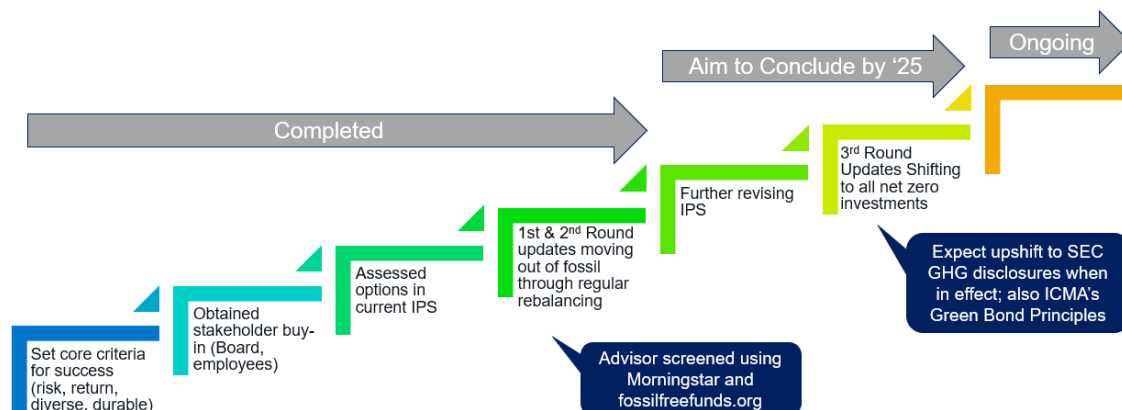 Ongoing
Aim to Conclude by ‘25
Completed
Set core criteria
for success
(risk, return,
diverse, durable)
Obtained
stakeholder buy-
in (Board,
employees)
Assessed
options in
current IPS
1st & 2nd Round
updates moving
out of fossil
through regular
rebalancing
Advisor screened using
Morningstar and
fossilfreefunds.org
Further revising
IPS
3rd Round
Updates Shifting
to all net zero
investments
Expect upshift to SEC
GHG disclosures when
in effect; also ICMA’s
Green Bond Principles